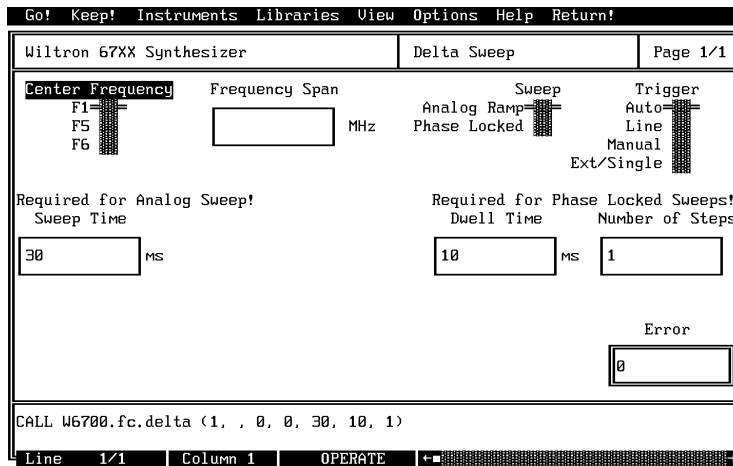 Go! Keep! Instruments Libraries View Options Help Return!
Wiltron 67XX Synthesizer Delta Sweep Page 1/1
Center Frequency Frequency Span Sweep Trigger
F1 Analog Ramp Auto
F5 MHz Phase Locked Line
F6 Manual
Ext/Single
Required for Analog Sweep! Required for Phase Locked Sweeps!
Sweep Time Dwell Time Number of Steps
30 ms 10 ms 1
Error
0
CALL W6700.fc.delta (1, , 0, 0, 30, 10, 1)
Line 1/1 Column 1 OPERATE